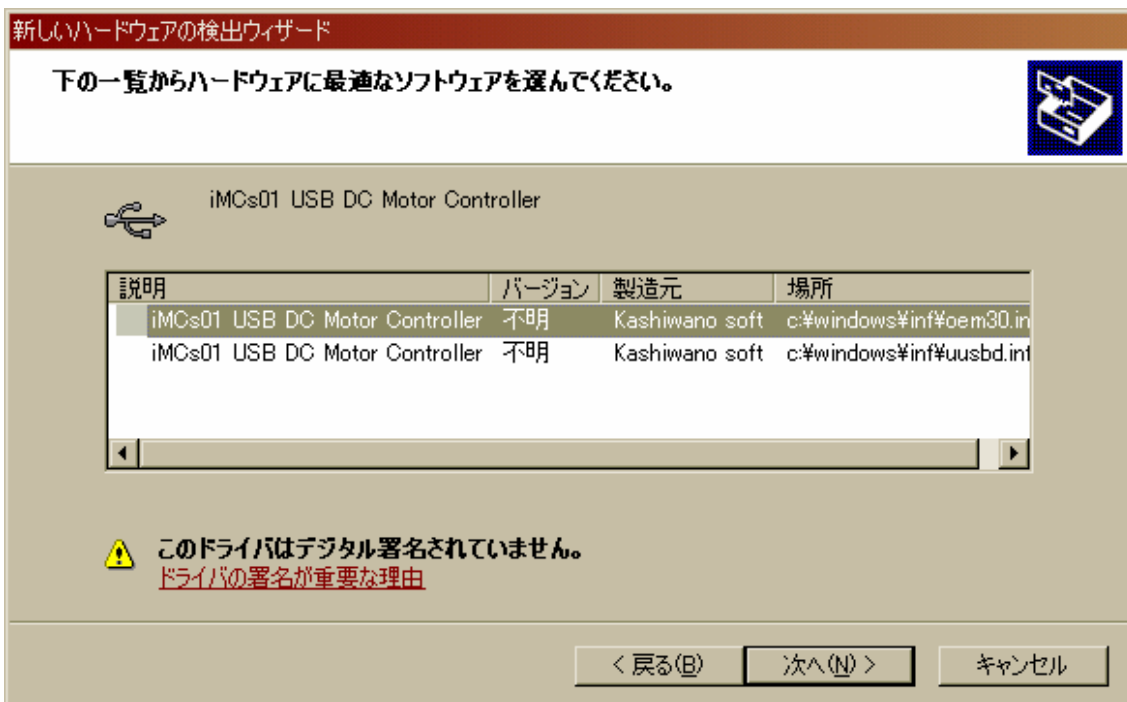 新しいハードウェアの検出ウィザード
下の一覧からハードウェアに最適なソフトウェアを選んでください。
iMCs01 USB DC Motor Controller
説明 バージョン 製造元 場所
iMCs01 USB DC Motor Controller 不明 Kashiwano soft c:¥windows¥inf¥oem30.in
iMCs01 USB DC Motor Controller 不明 Kashiwano soft c:¥windows¥inf¥uusbd.inf
このドライバはデジタル署名されていません。
ドライバの署名が重要な理由
< 戻る(B) 次へ(N) > キャンセル